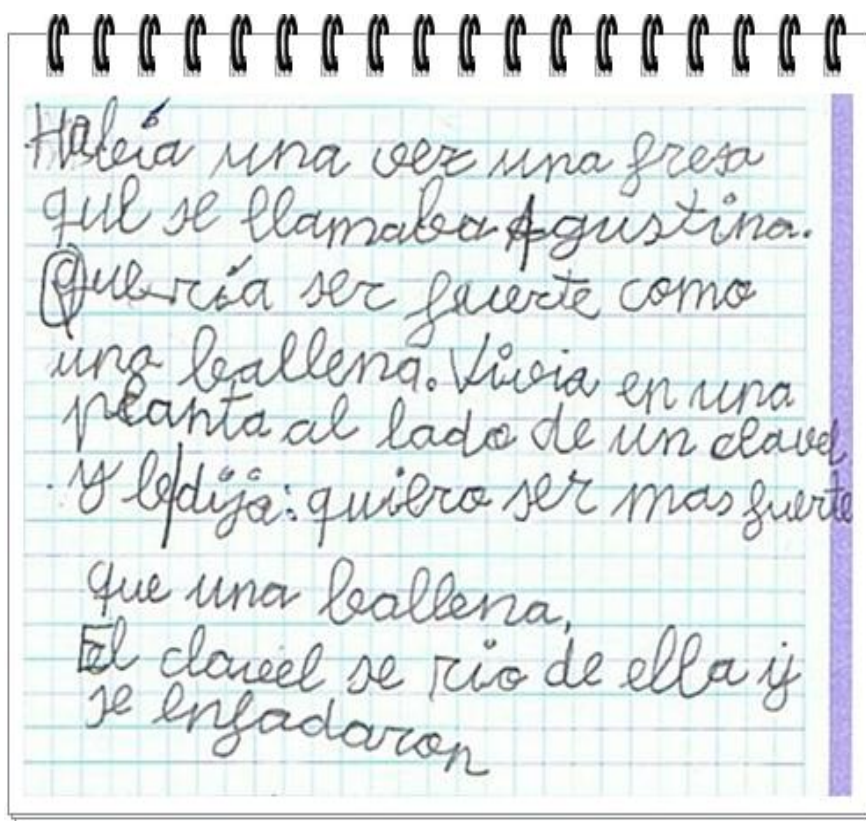 Había una vez una fresa
que se llamaba Agustina.
Quería ser fuerte como
una ballena. Vivia en una
planta al lado de un clavel
y le dijo: quiero ser mas fuerte
que una ballena,
El clavel se rio de ella y
se enfadaron